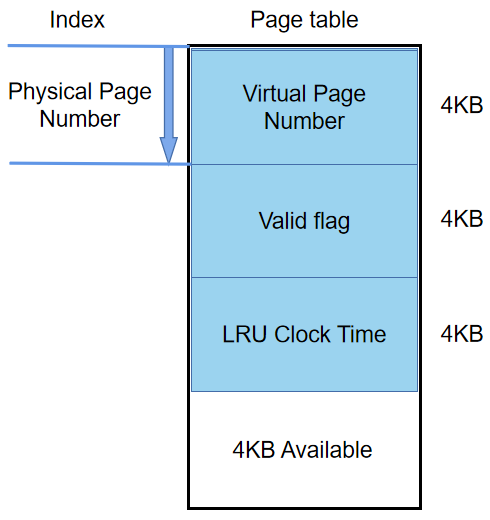 Index
Page table
Physical Page
Number
Virtual Page
Number
4KB
Valid flag
4KB
LRU Clock Time
4KB
4KB Available